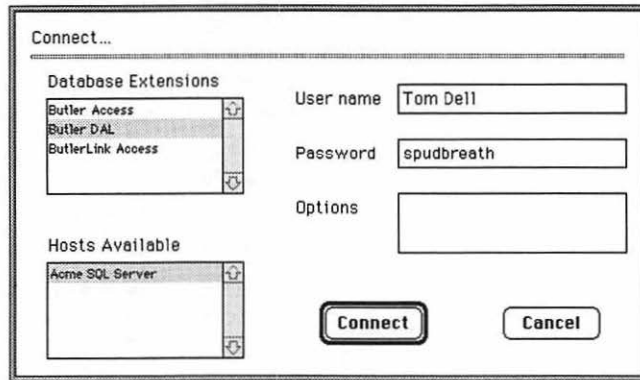 Connect...
Database Extensions
Butler Access
Butler DAL
ButlerLink Access
Hosts Available
Acme SQL Server
User name Tom Dell
Password spudbreath
Options
Connect Cancel